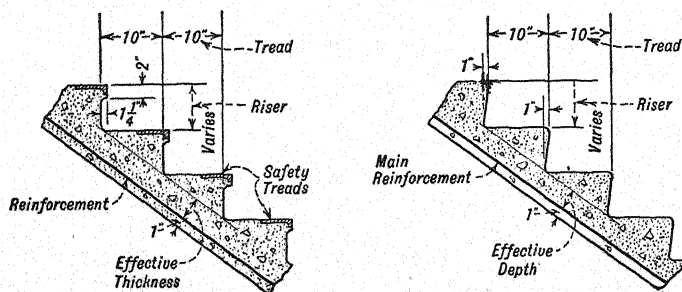 10"
10"
Tread
2"
1 1/4"
Riser
Varies
Safety
Treads
Reinforcement
1"
Effective
Thickness
10"
10"
Tread
1"
1"
Riser
Varies
Main
Reinforcement
1"
Effective
Depth